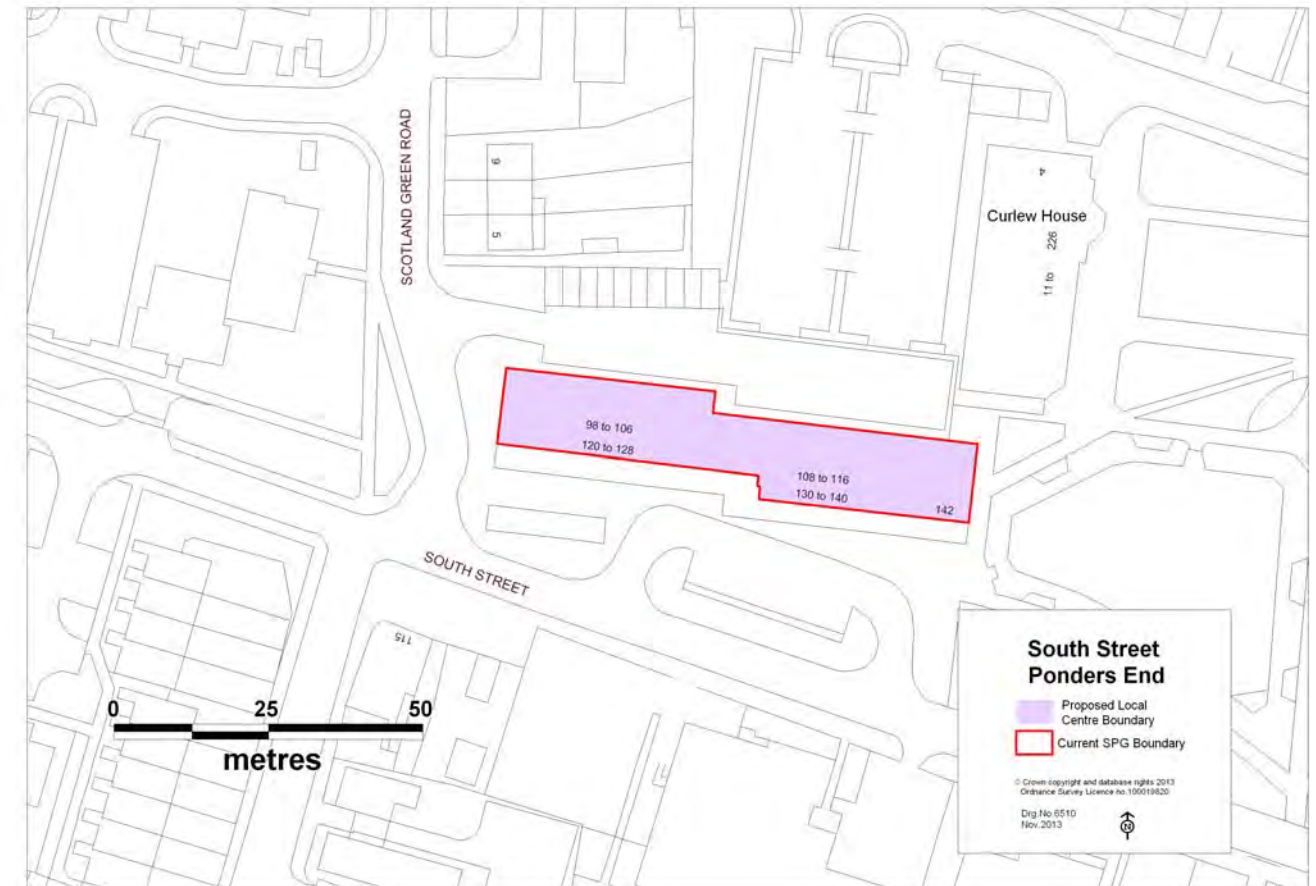 SCOTLAND GREEN ROAD
9
5
4
Curlew House
11 to 226
98 to 106
120 to 128
108 to 116
130 to 140
142
SOUTH STREET
115
0 25 50
metres
South Street
Ponders End
Proposed Local
Centre Boundary
Current SPG Boundary
© Crown copyright and database rights 2013
Ordnance Survey Licence no.100019820
Drg.No.6510
Nov.2013
N